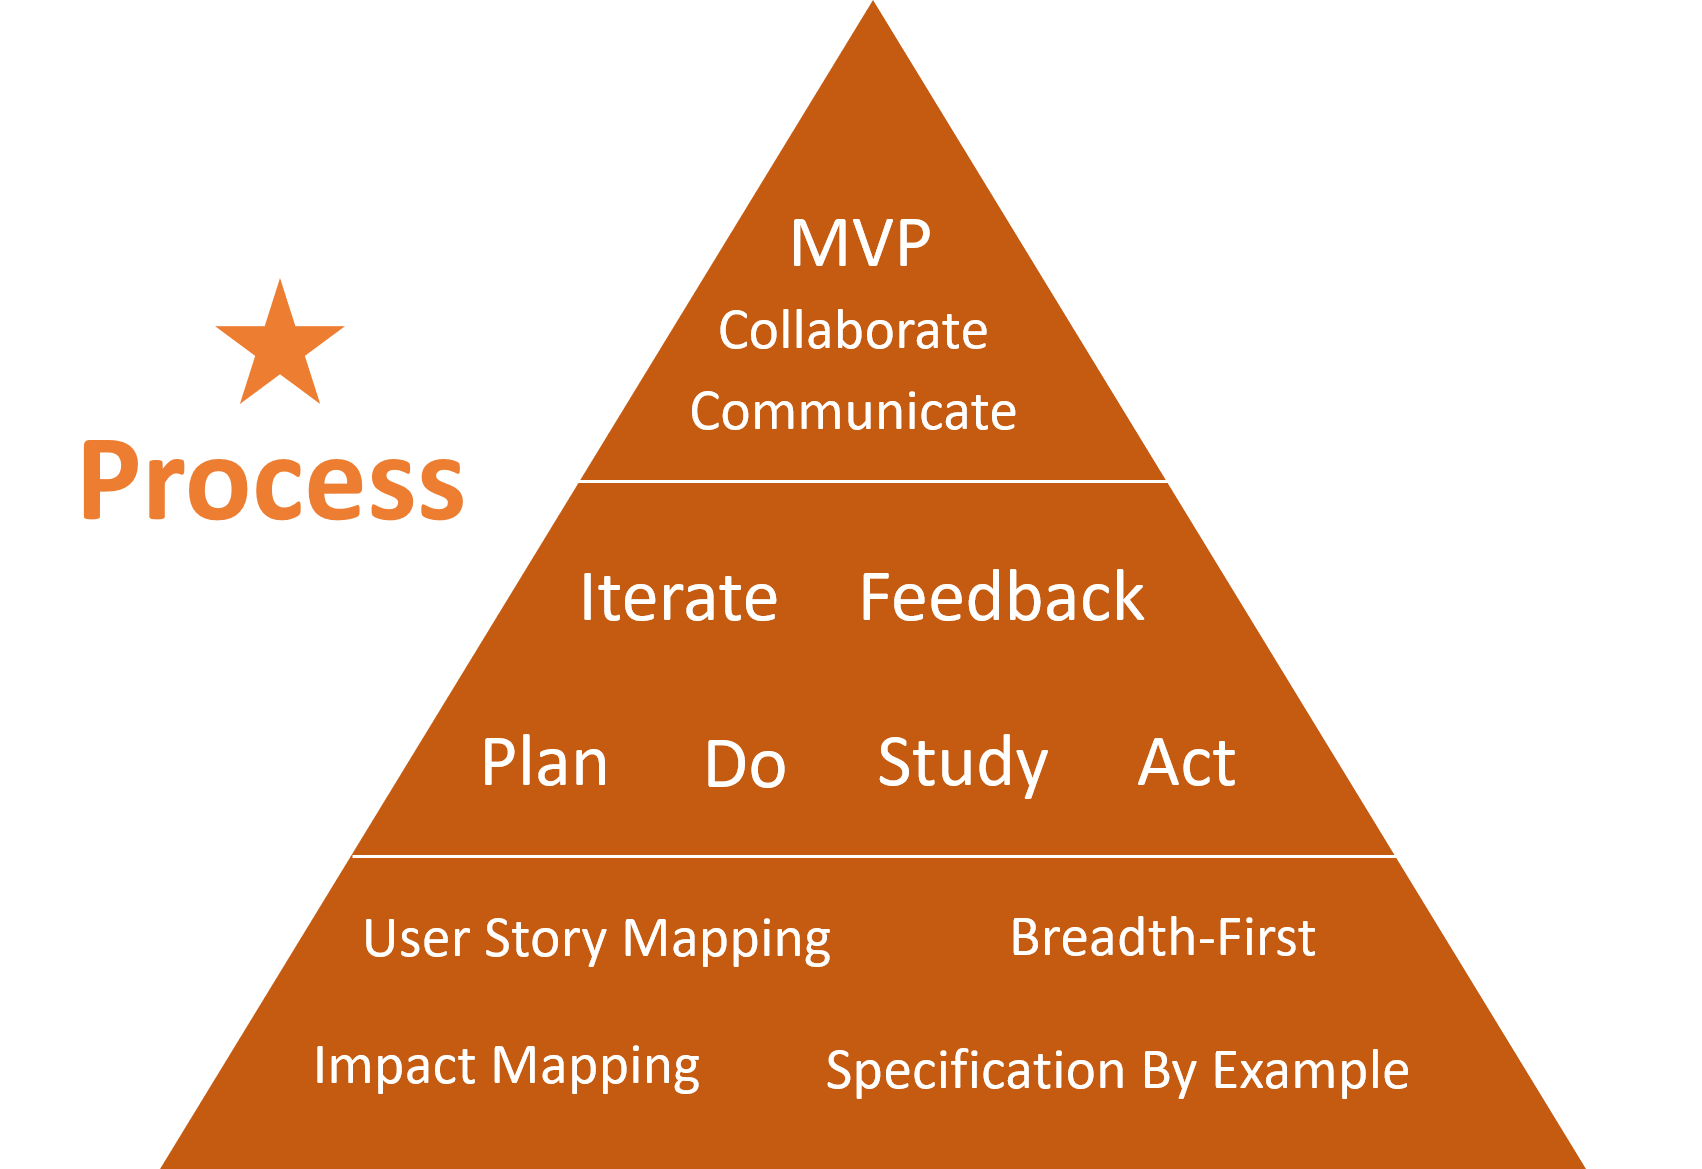 MVP
Collaborate
Communicate
Process
Iterate Feedback
Plan Do Study Act
User Story Mapping Breadth-First
Impact Mapping Specification By Example